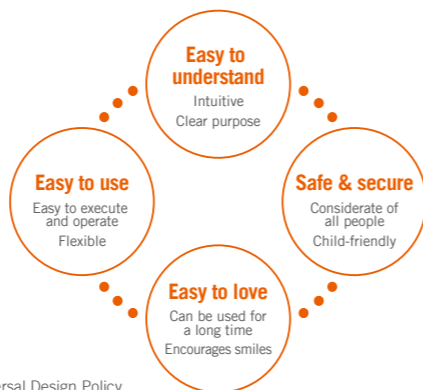 Easy to
understand
Intuitive
Clear purpose
Easy to use
Easy to execute
and operate
Flexible
Safe & secure
Considerate of
all people
Child-friendly
Easy to love
Can be used for
a long time
Encourages smiles
Design Policy